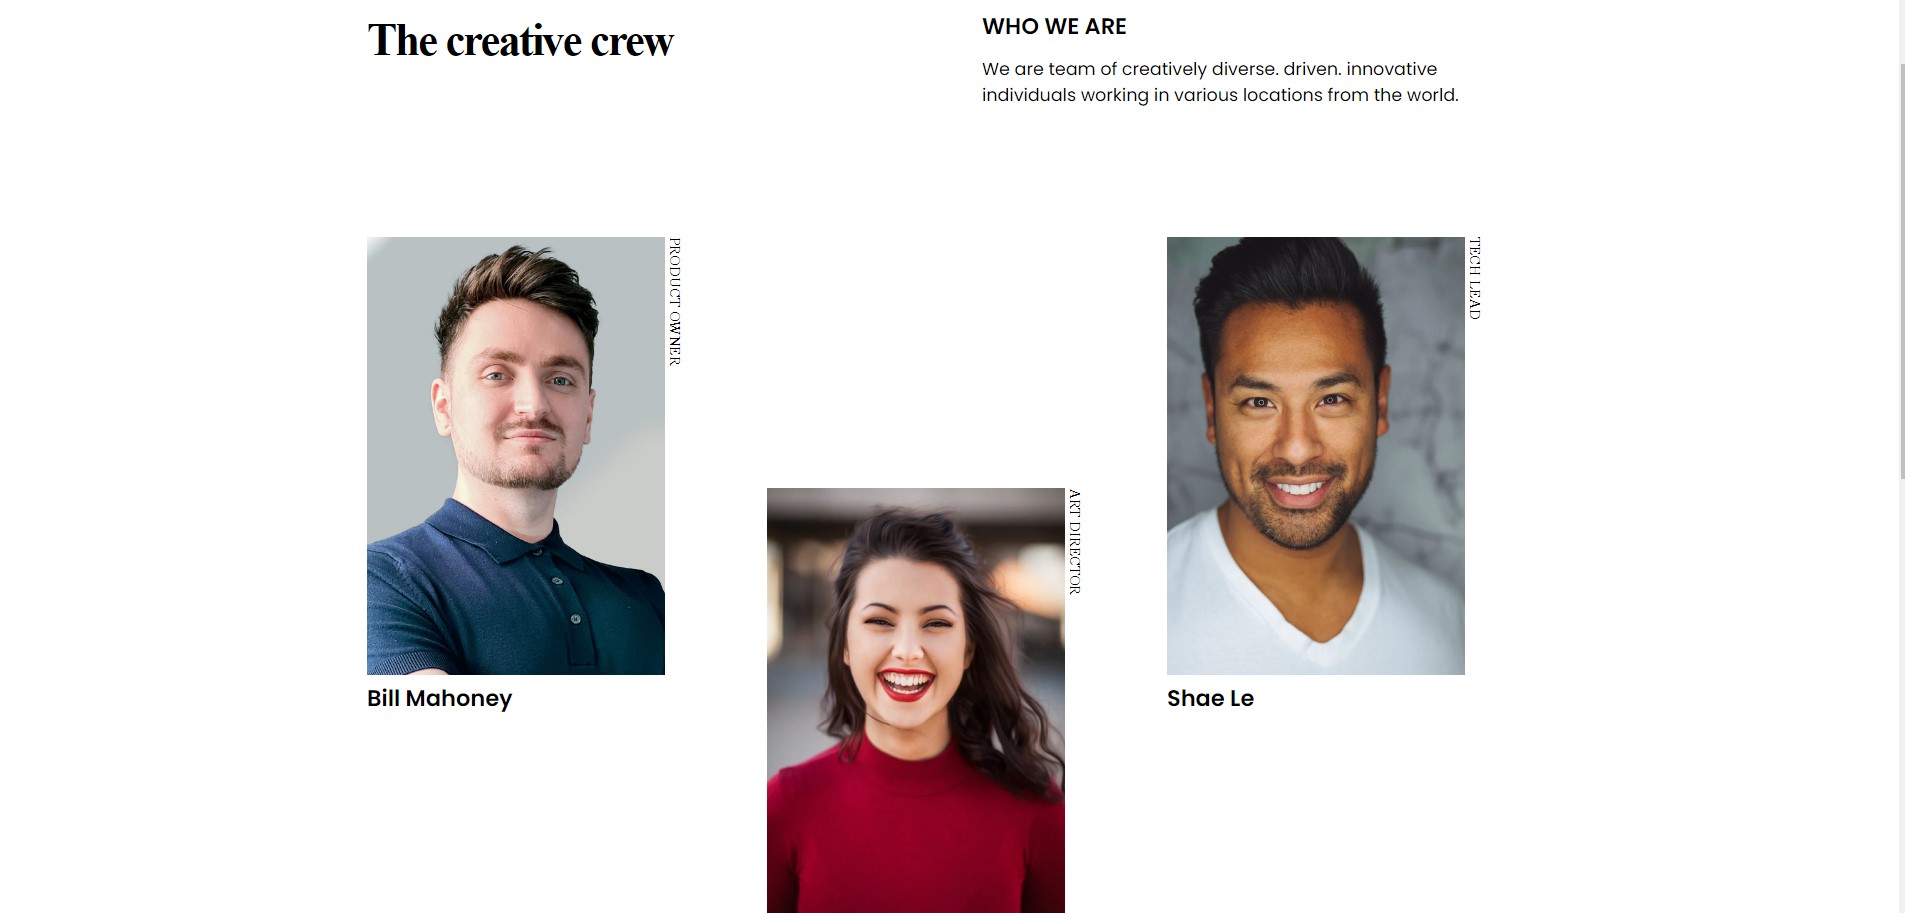 The creative crew
WHO WE ARE
We are team of creatively diverse. driven. innovative
individuals working in various locations from the world.
PRODUCT OWNER
Bill Mahoney
ART DIRECTOR
TECH LEAD
Shae Le